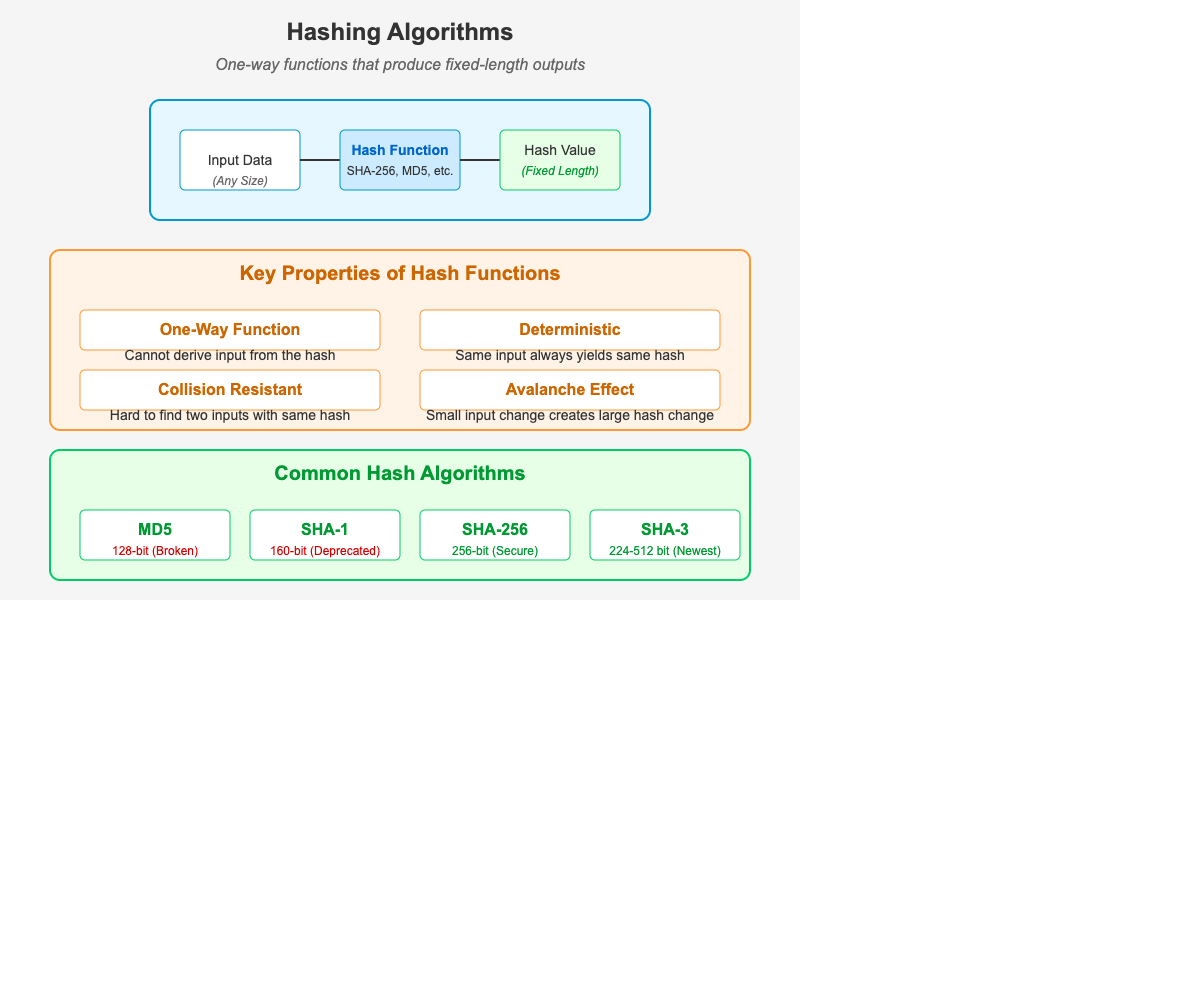 Hashing Algorithms
One-way functions that produce fixed-length outputs
Input Data
(Any Size)
Hash Function
SHA-256, MD5, etc.
Hash Value
(Fixed Length)
Key Properties of Hash Functions
One-Way Function
Cannot derive input from the hash
Deterministic
Same input always yields same hash
Collision Resistant
Hard to find two inputs with same hash
Avalanche Effect
Small input change creates large hash change
Common Hash Algorithms
MD5
128-bit (Broken)
SHA-1
160-bit (Deprecated)
SHA-256
256-bit (Secure)
SHA-3
224-512 bit (Newest)